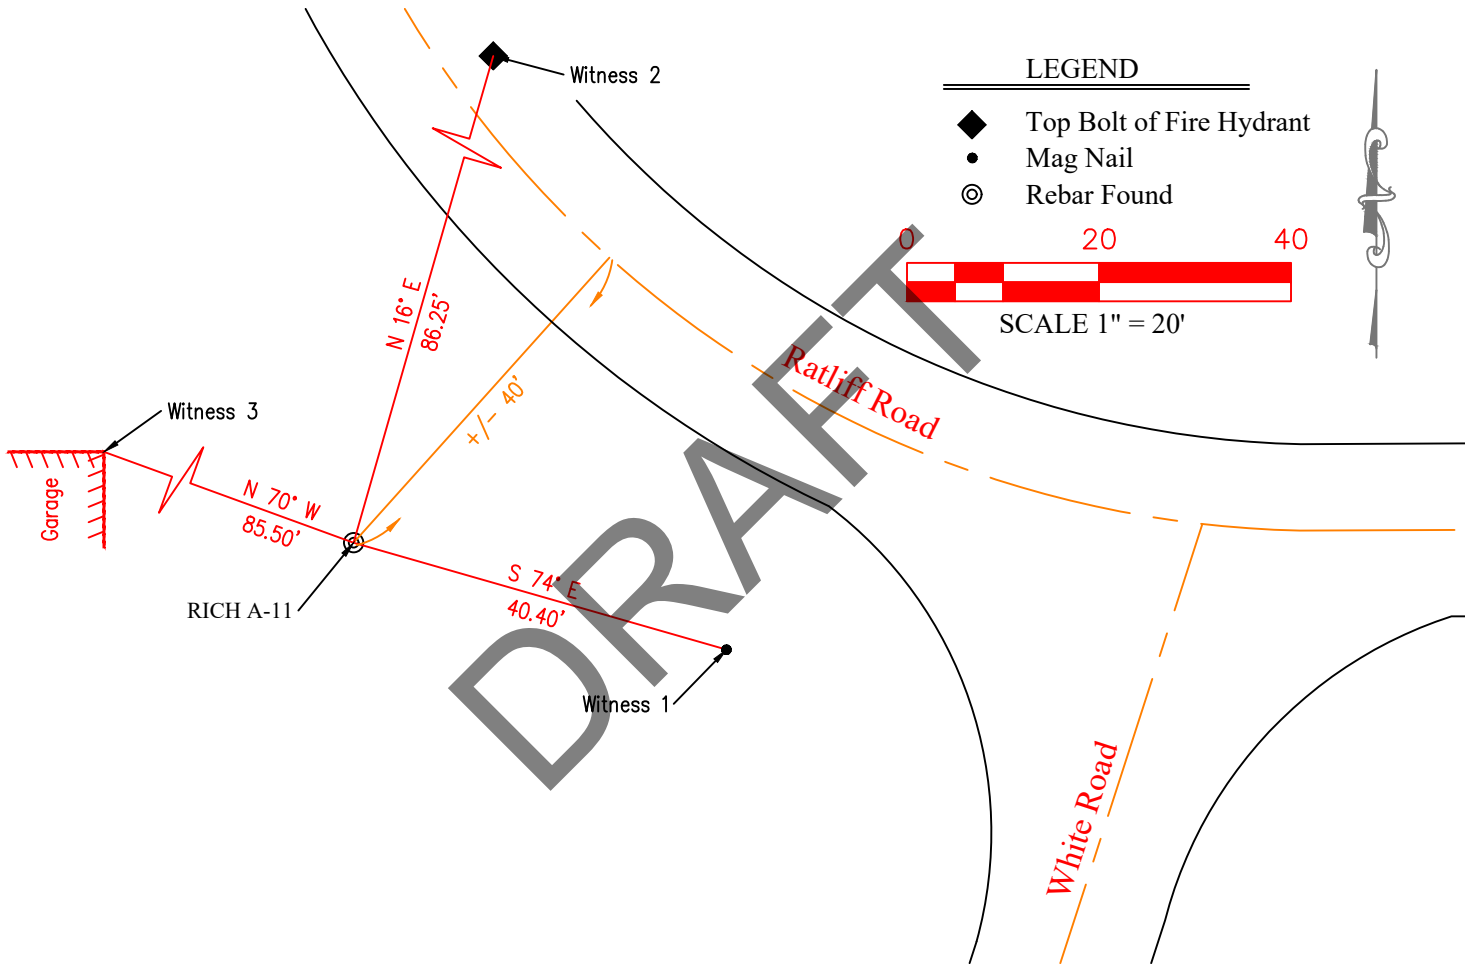 Witness 2
LEGEND
Top Bolt of Fire Hydrant
Mag Nail
Rebar Found
0 20 40
SCALE 1" = 20'
N 16° E
86.25'
+/- 40'
Ratliff Road
Witness 3
Garage
N 70° W
85.50'
RICH A-11
S 74° E
40.40'
Witness 1
White Road
DRAFT